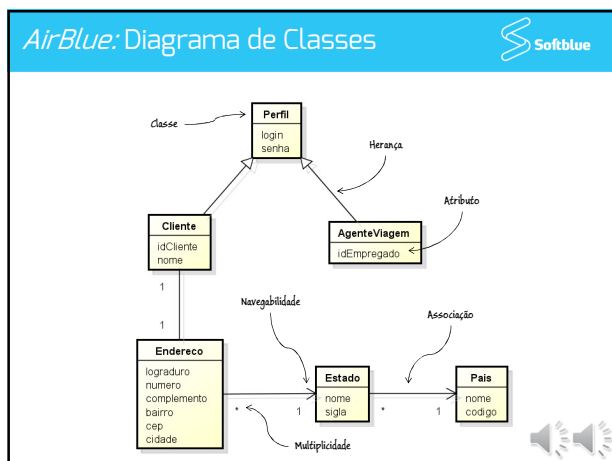 AirBlue: Diagrama de Classes
Softblue
Classe
Perfil
login
senha
Herança
Atributo
Cliente
idCliente
nome
AgenteViagem
idEmpregado
1
1
Navegabilidade
Associação
Endereco
lograduro
numero
complemento
bairro
cep
cidade
Estado
nome
sigla
Pais
nome
codigo
* 1
* 1
Multiplicidade